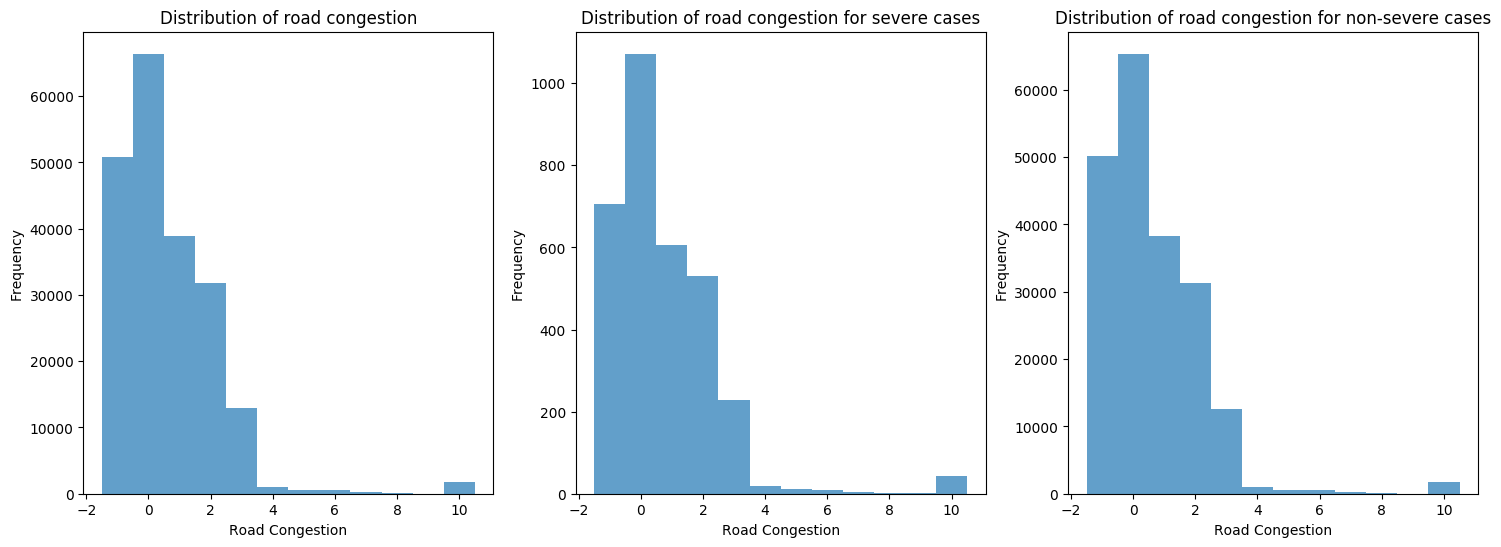 Distribution of road congestion
Frequency
60000
50000
40000
30000
20000
10000
0
−2 0 2 4 6 8 10
Road Congestion
Distribution of road congestion for severe cases
Frequency
1000
800
600
400
200
0
−2 0 2 4 6 8 10
Road Congestion
Distribution of road congestion for non-severe cases
Frequency
60000
50000
40000
30000
20000
10000
0
−2 0 2 4 6 8 10
Road Congestion